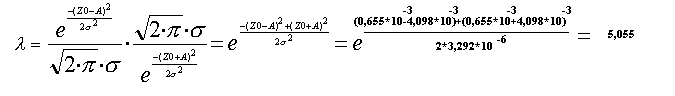 λ = e^(-(Z0-A)²/2σ²) / (√2·π·σ) · √2·π·σ / e^(-(Z0+A)²/2σ²) = e^((-(Z0-A)²+(Z0+A)²)/2σ²) = e^(((0,655*10^-3-4,098*10^-3)+(0,655*10^-3+4,098*10^-3))/(2*3,292*10^-6)) = 5,055